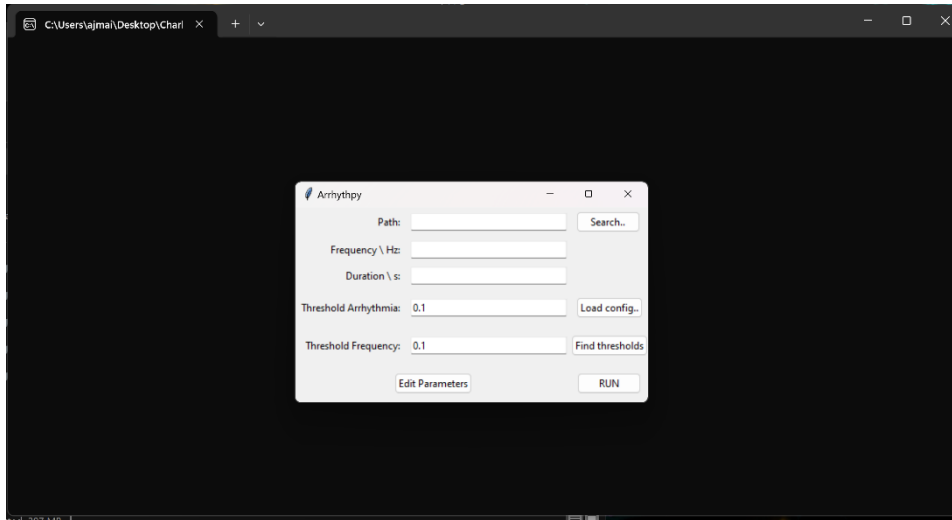 C:\Users\ajmai\Desktop\Charl
Arrhythpy
Path:
Search..
Frequency \ Hz:
Duration \ s:
Threshold Arrhythmia: 0.1
Load config..
Threshold Frequency: 0.1
Find thresholds
Edit Parameters
RUN